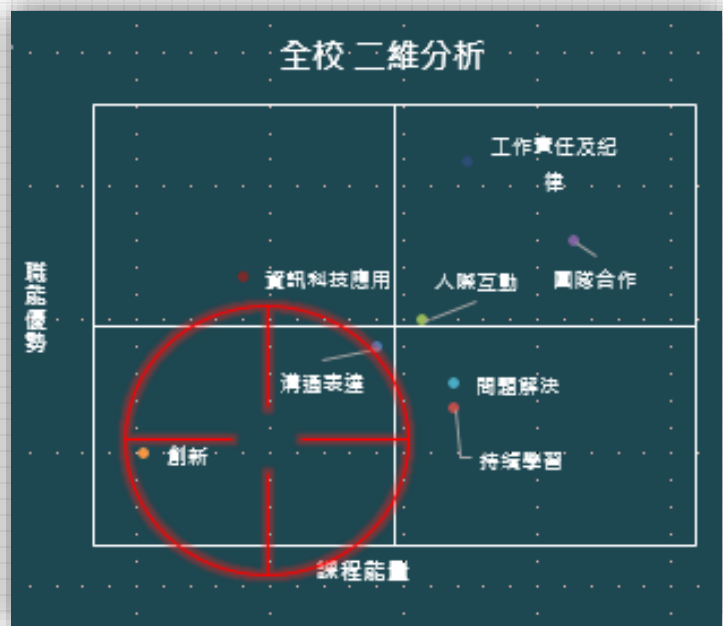 全校 二維分析
工作責任及紀
律
資訊科技應用
人際互動
團隊合作
職能優勢
溝通表達
問題解決
創新
持續學習
課程能量